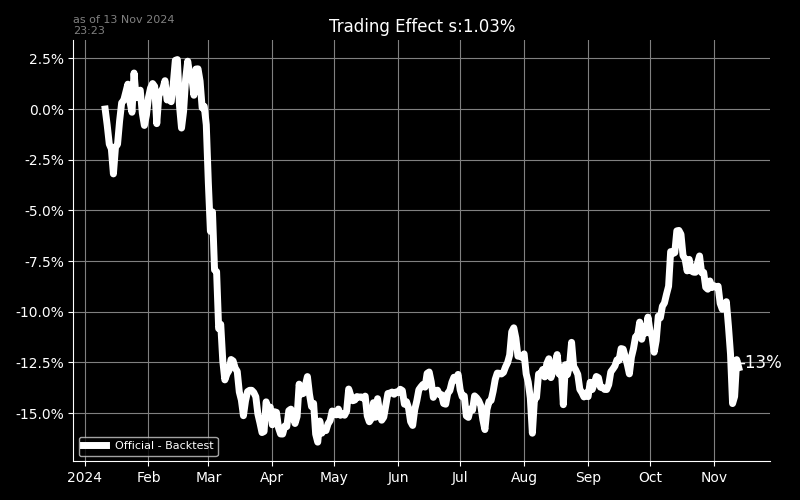 as of 13 Nov 2024
23:23
Trading Effect s:1.03%
2.5%
0.0%
-2.5%
-5.0%
-7.5%
-10.0%
-12.5%
-15.0%
-13%
Official - Backtest
2024 Feb Mar Apr May Jun Jul Aug Sep Oct Nov